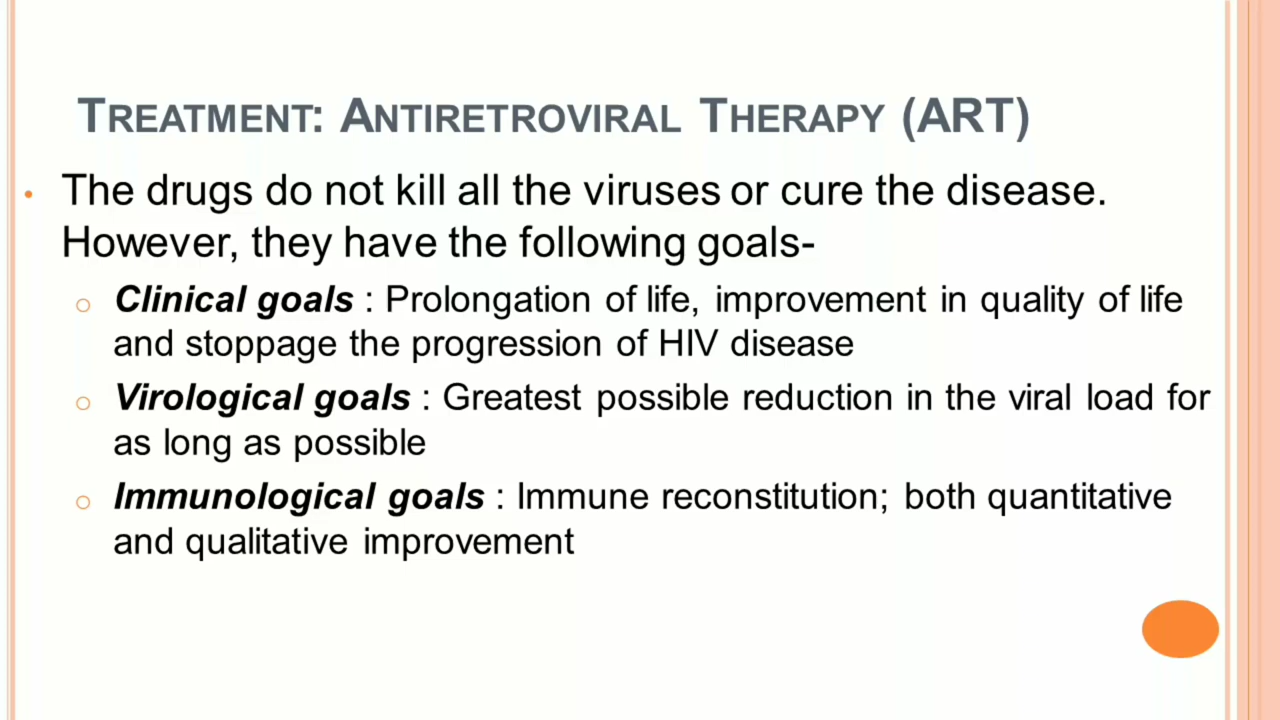 TREATMENT: ANTIRETROVIRAL THERAPY (ART)
• The drugs do not kill all the viruses or cure the disease.
However, they have the following goals-
o Clinical goals : Prolongation of life, improvement in quality of life
and stoppage the progression of HIV disease
o Virological goals : Greatest possible reduction in the viral load for
as long as possible
o Immunological goals : Immune reconstitution; both quantitative
and qualitative improvement